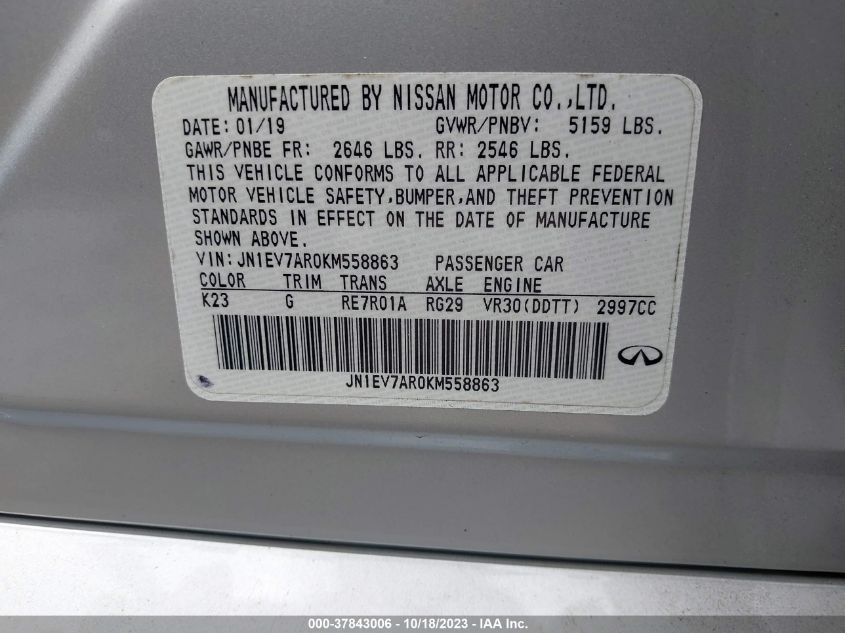 MANUFACTURED BY NISSAN MOTOR CO.,LTD.
DATE: 01/19 GVWR/PNBV: 5159 LBS.
GAWR/PNBE FR: 2646 LBS. RR: 2546 LBS.
THIS VEHICLE CONFORMS TO ALL APPLICABLE FEDERAL
MOTOR VEHICLE SAFETY,BUMPER,AND THEFT PREVENTION
STANDARDS IN EFFECT ON THE DATE OF MANUFACTURE
SHOWN ABOVE.
VIN: JN1EV7AR0KM558863 PASSENGER CAR
COLOR TRIM TRANS AXLE ENGINE
K23 G RE7R01A RG29 VR30(DDTT) 2997CC
JN1EV7AR0KM558863
000-37843006 - 10/18/2023 - IAA Inc.